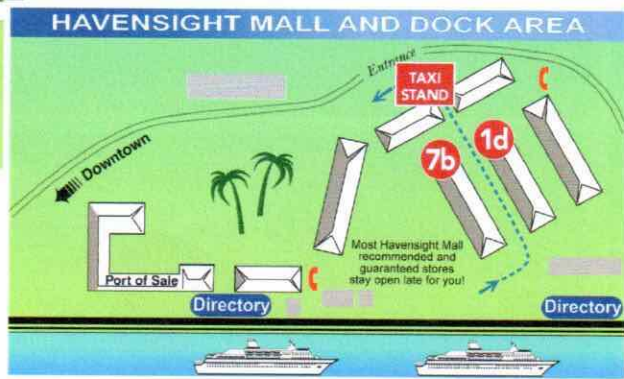 HAVENSIGHT MALL AND DOCK AREA
Entrance
TAXI
STAND
7b
1d
Downtown
Most Havensight Mall
recommended and
guaranteed stores
stay open late for you!
Port of Sale
Directory
Directory